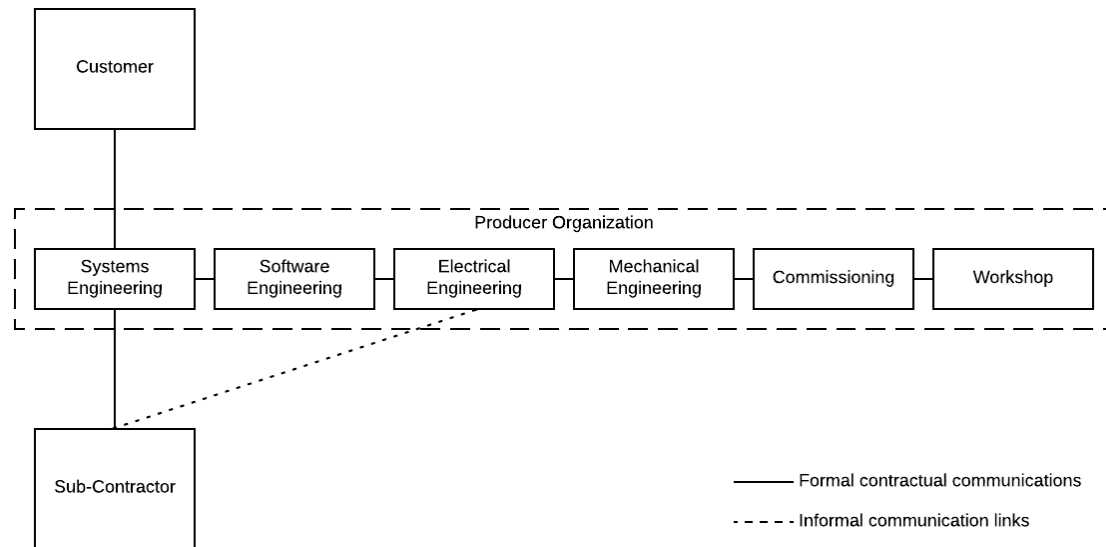 Customer
Producer Organization
Systems
Engineering
Software
Engineering
Electrical
Engineering
Mechanical
Engineering
Commissioning
Workshop
Sub-Contractor
Formal contractual communications
Informal communication links